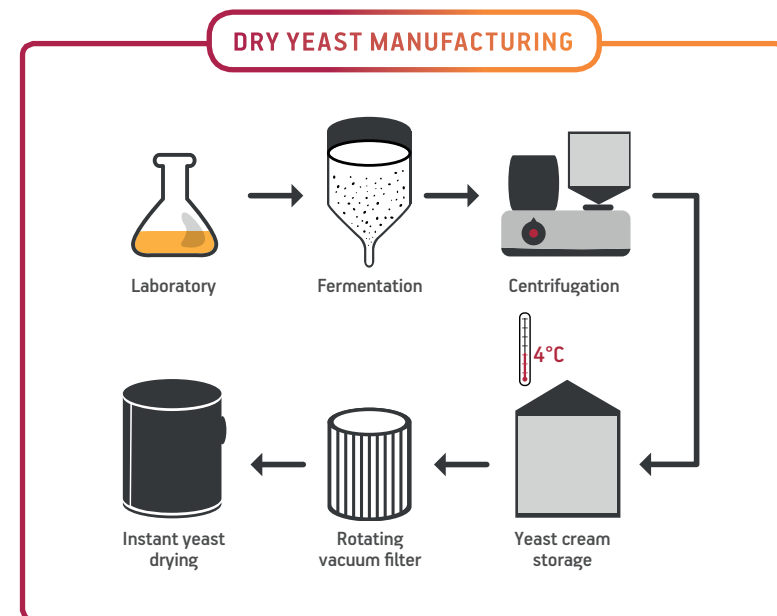 DRY YEAST MANUFACTURING
Laboratory
Fermentation
Centrifugation
4°C
Instant yeast
drying
Rotating
vacuum filter
Yeast cream
storage